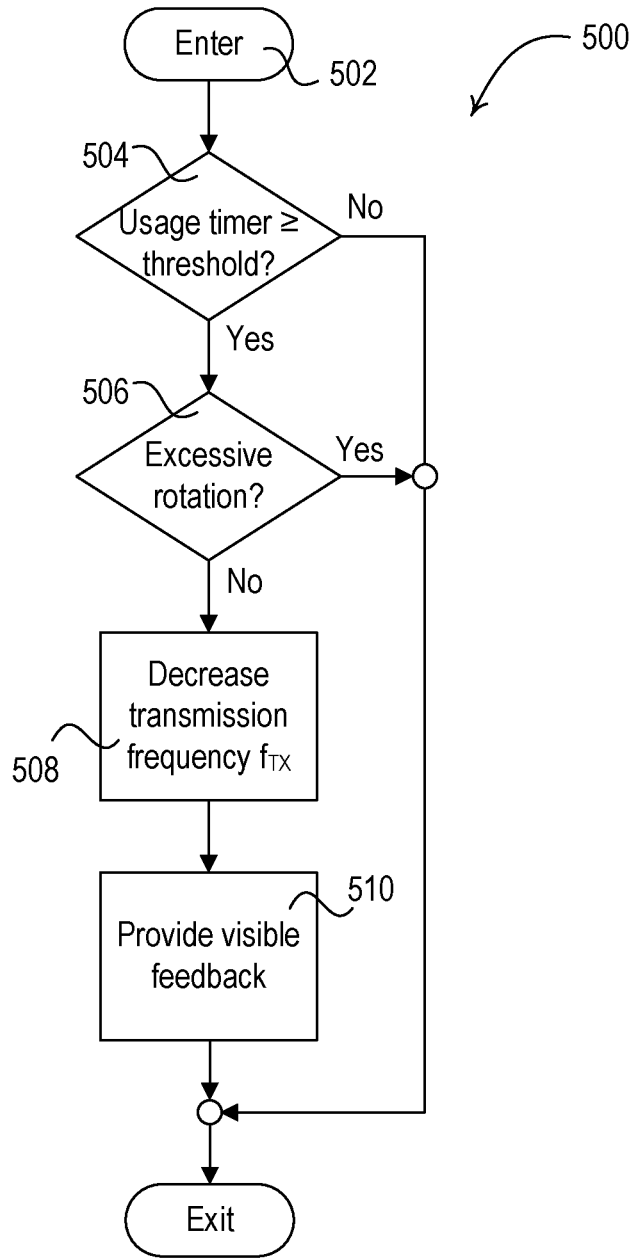 Enter
500
502
504
No
Usage timer ≥
threshold?
Yes
506
Excessive
rotation?
Yes
No
Decrease
transmission
frequency fTX
508
510
Provide visible
feedback
Exit